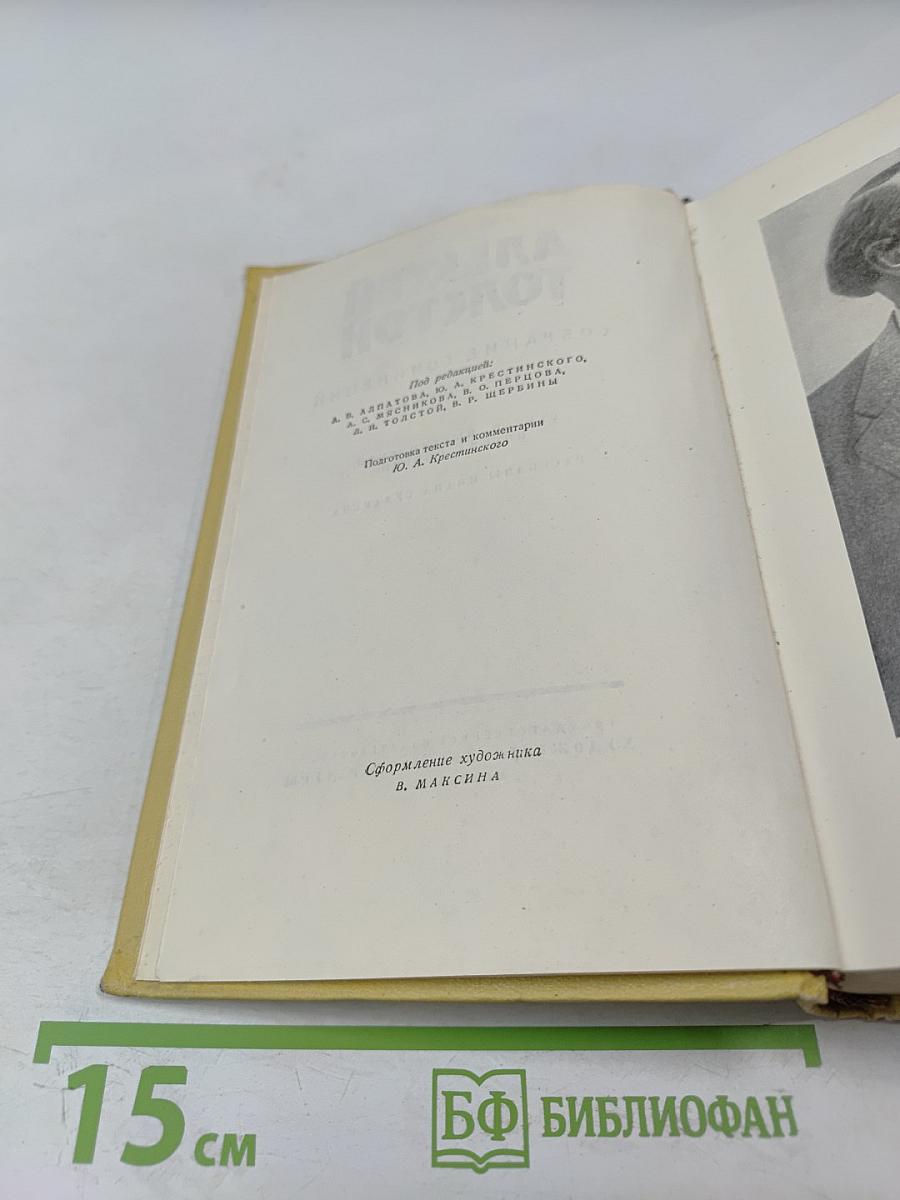 Под редакцией:
А. В. АЛПАТОВА, Ю. А. КРЕСТИНСКОГО,
А. С. МЯСНИКОВА, В. О. ПЕРЦОВА,
Л. И. ТОЛСТОЙ, В. Р. ЩЕРБИНЫ
Подготовка текста и комментарии
Ю. А. Крестинского
Сформление художника
В. МАКСИНА
15 см
БФ БИБЛИОФАН